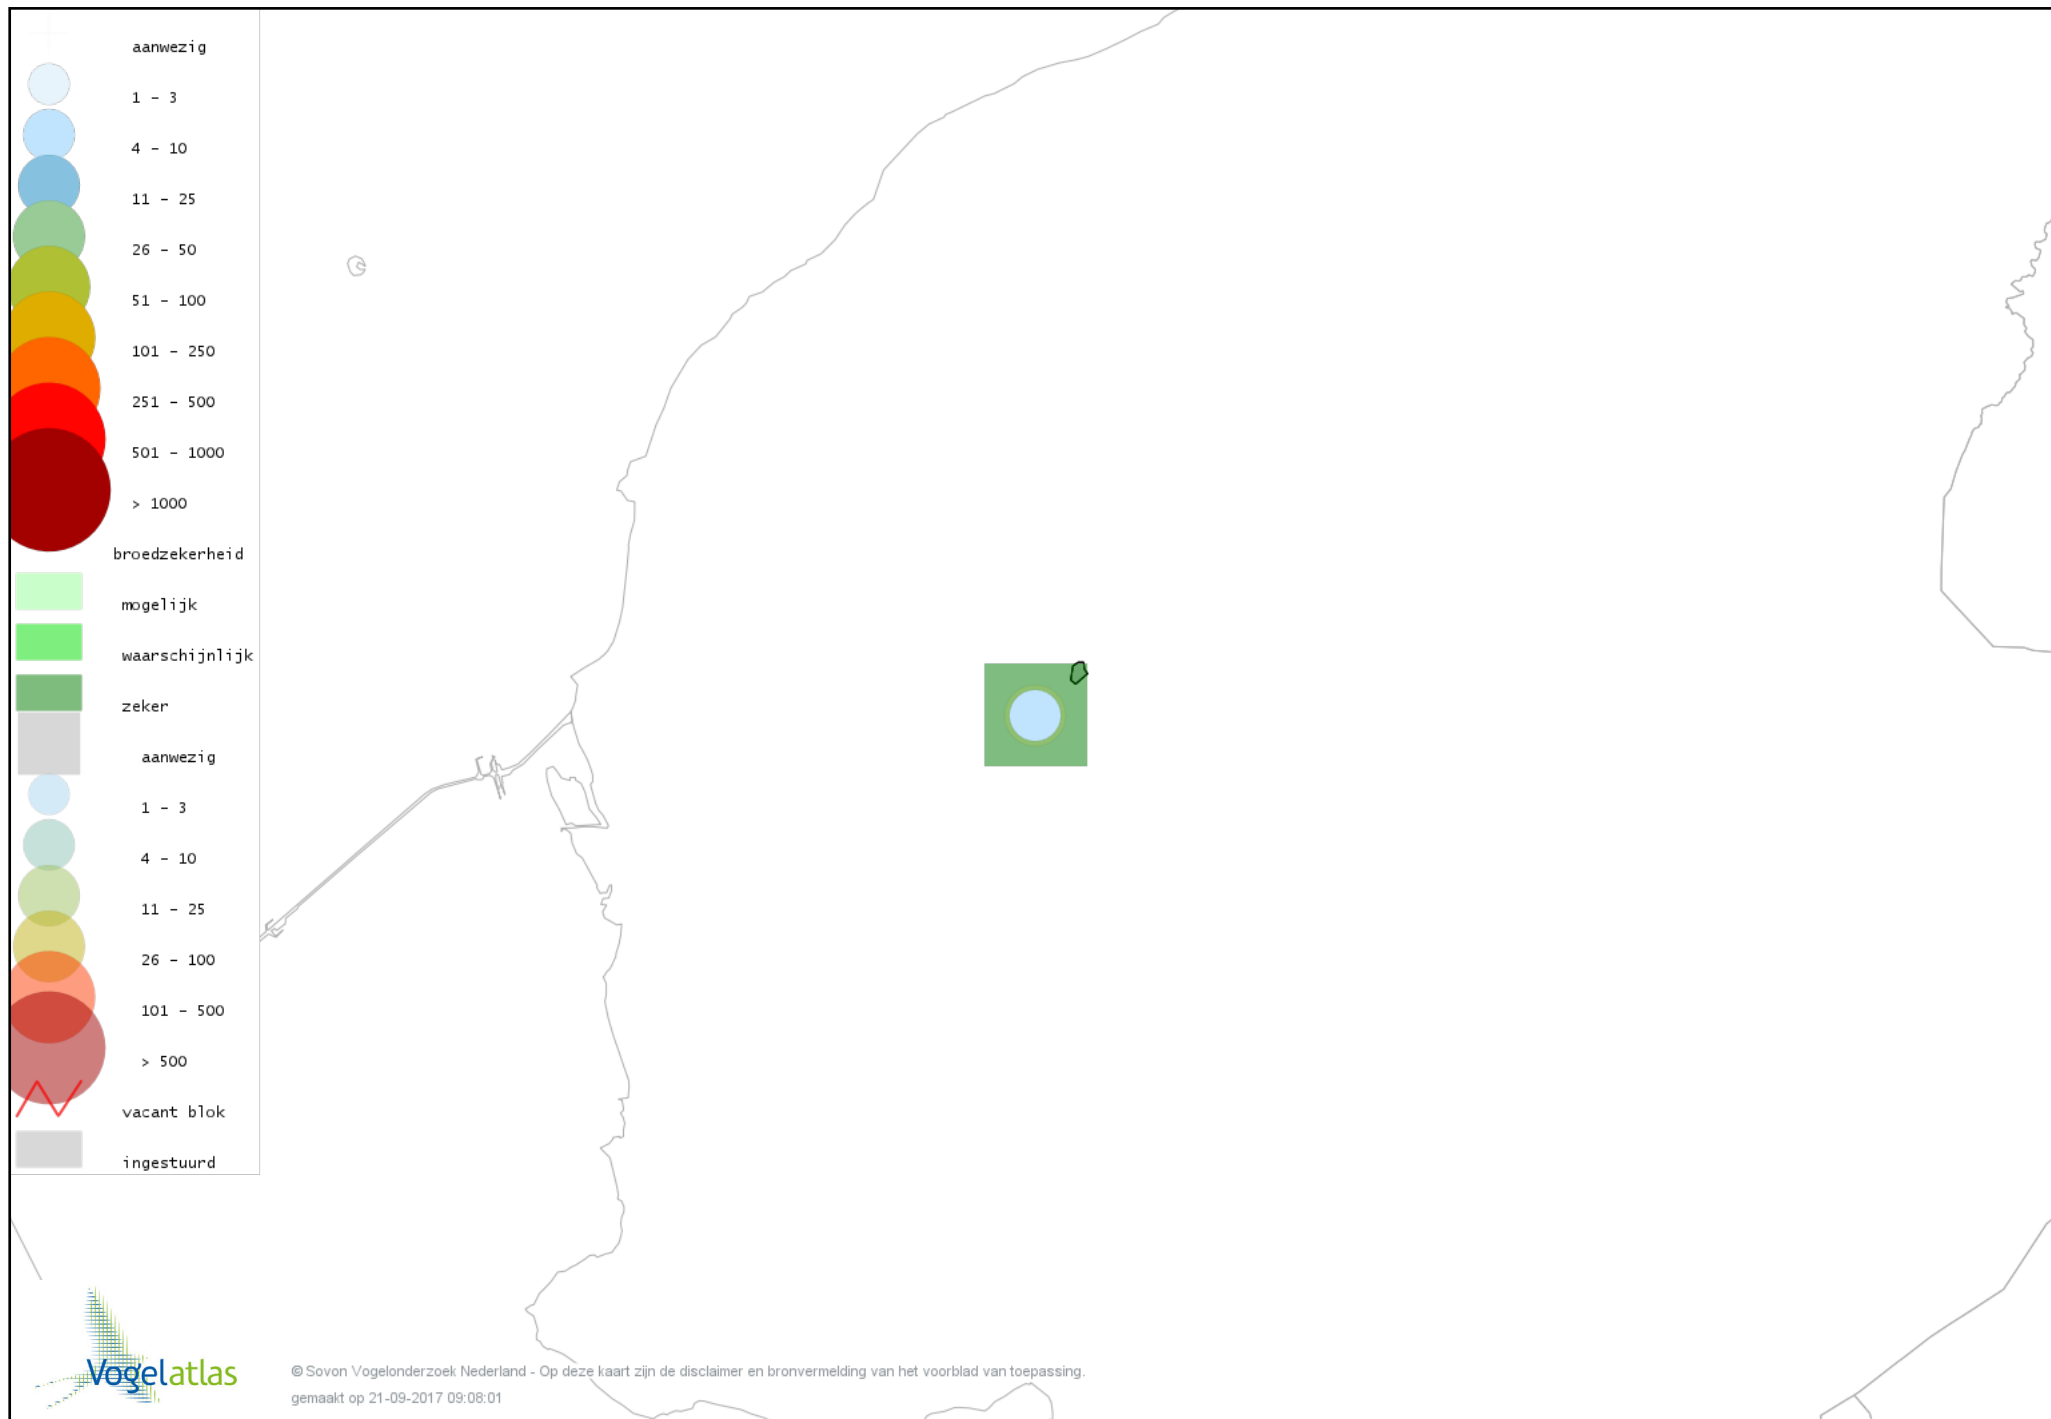 aanwezig
1 - 3
4 - 10
11 - 25
26 - 50
51 - 100
101 - 250
251 - 500
501 - 1000
> 1000
broedzekerheid
mogelijk
waarschijnlijk
zeker
aanwezig
1 - 3
4 - 10
11 - 25
26 - 100
101 - 500
> 500
vacant blok
ingestuurd
Vogelatlas
© Sovon Vogelonderzoek Nederland - Op deze kaart zijn de disclaimer en bronvermelding van het voorblad van toepassing.
gemaakt op 21-09-2017 09:08:01